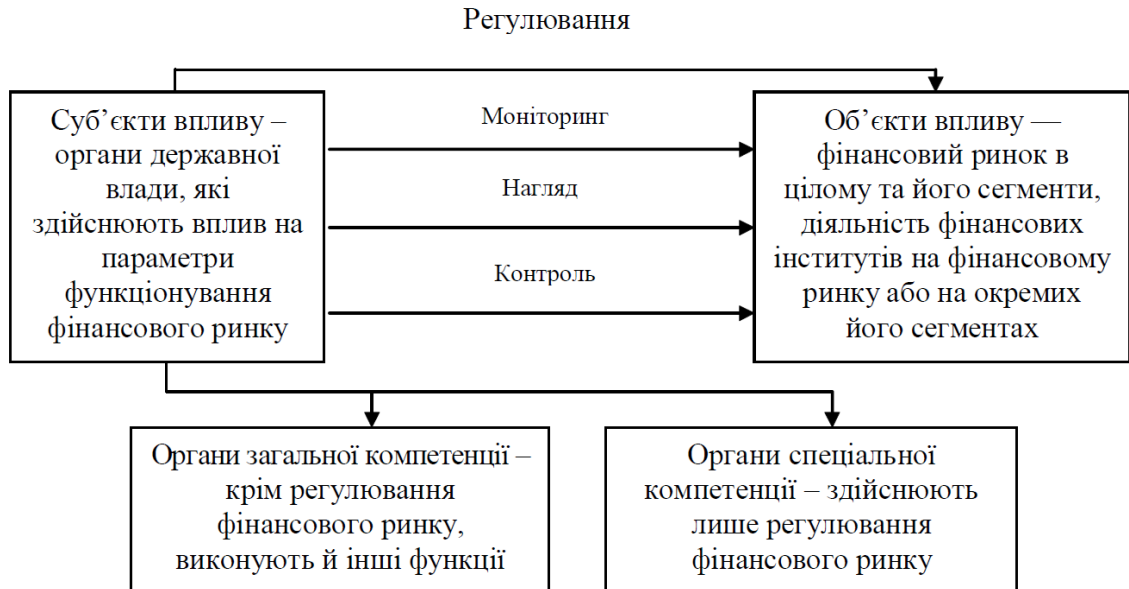 Регулювання
Суб’єкти впливу –
органи державної
влади, які
здійснюють вплив на
параметри
функціонування
фінансового ринку
Моніторинг
Нагляд
Контроль
Об’єкти впливу —
фінансовий ринок в
цілому та його сегменти,
діяльність фінансових
інститутів на фінансовому
ринку або на окремих
його сегментах
Органи загальної компетенції –
крім регулювання
фінансового ринку,
виконують й інші функції
Органи спеціальної
компетенції – здійснюють
лише регулювання
фінансового ринку